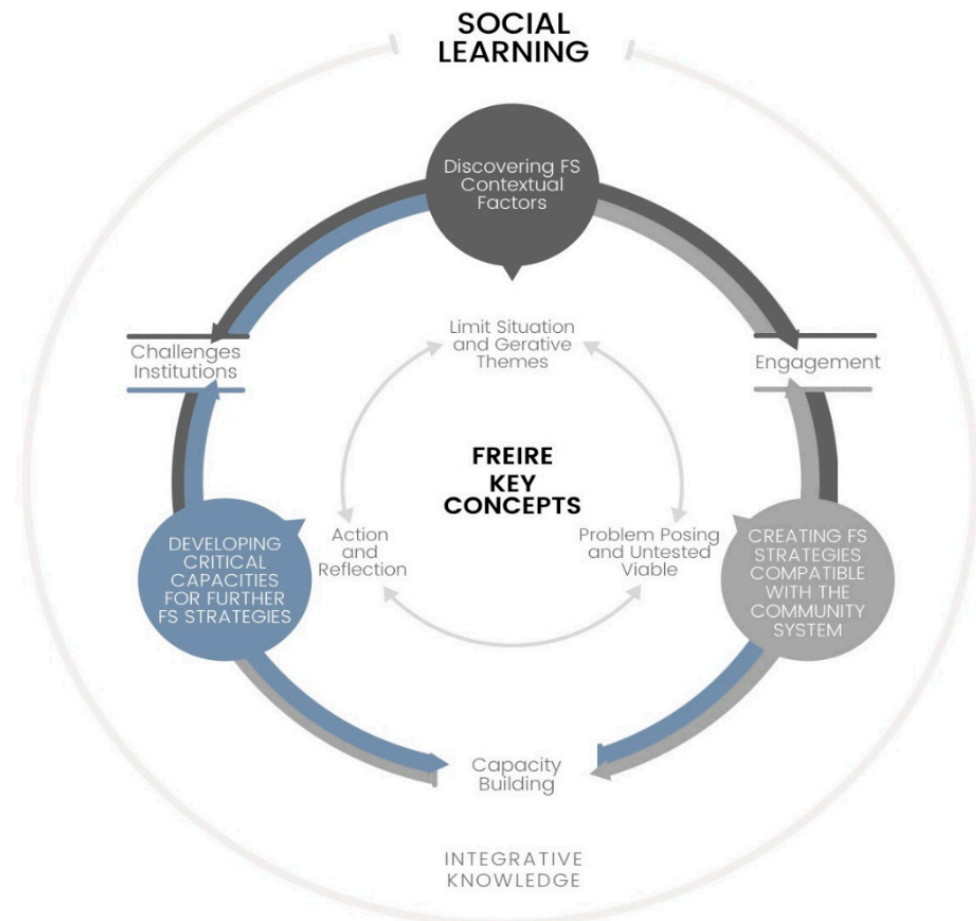 SOCIAL
LEARNING
Discovering FS
Contextual
Factors
Limit Situation
and Gerative
Themes
Challenges
Institutions
Engagement
FREIRE
KEY
CONCEPTS
DEVELOPING
CRITICAL
CAPACITIES
FOR FURTHER
FS STRATEGIES
Action
and
Reflection
Problem Posing
and Untested
Viable
CREATING FS
STRATEGIES
COMPATIBLE
WITH THE
COMMUNITY
SYSTEM
Capacity
Building
INTEGRATIVE
KNOWLEDGE